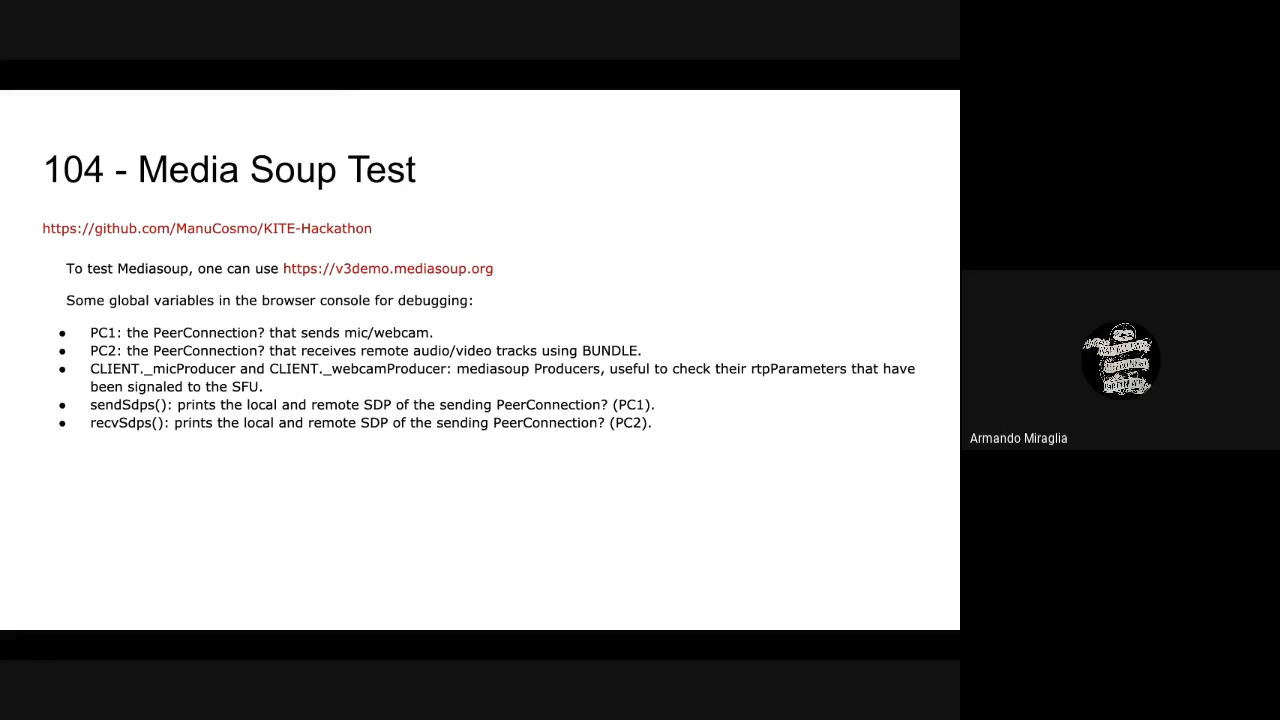 104 - Media Soup Test
https://github.com/ManuCosmo/KITE-Hackathon
To test Mediasoup, one can use https://v3demo.mediasoup.org
Some global variables in the browser console for debugging:
● PC1: the PeerConnection? that sends mic/webcam.
● PC2: the PeerConnection? that receives remote audio/video tracks using BUNDLE.
● CLIENT._micProducer and CLIENT._webcamProducer: mediasoup Producers, useful to check their rtpParameters that have
been signaled to the SFU.
● sendSdps(): prints the local and remote SDP of the sending PeerConnection? (PC1).
● recvSdps(): prints the local and remote SDP of the sending PeerConnection? (PC2).
Armando Miraglia